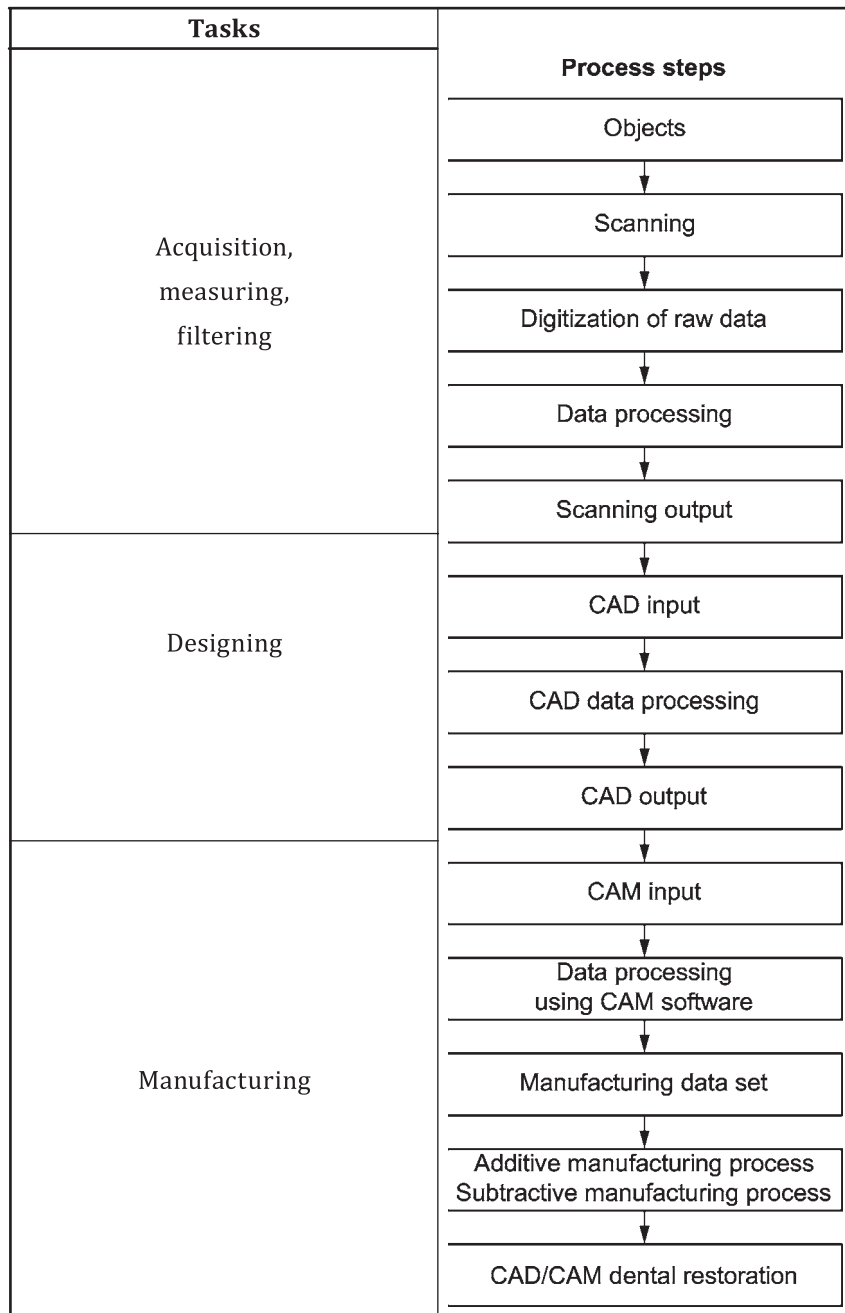 Tasks
Process steps
Acquisition,
measuring,
filtering
Objects
Scanning
Digitization of raw data
Data processing
Scanning output
Designing
CAD input
CAD data processing
CAD output
Manufacturing
CAM input
Data processing
using CAM software
Manufacturing data set
Additive manufacturing process
Subtractive manufacturing process
CAD/CAM dental restoration